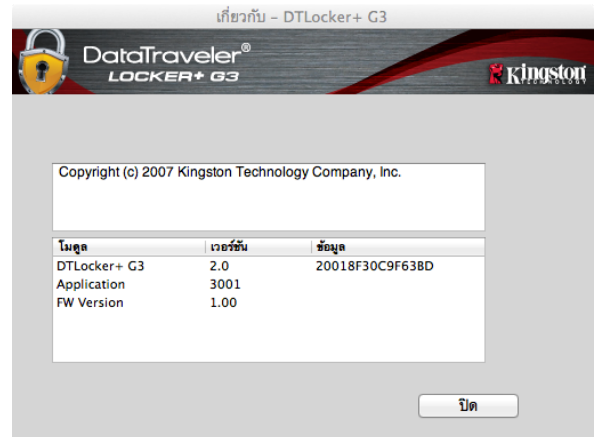 เกี่ยวกับ – DTLocker+ G3
DataTraveler®
LOCKER+ G3
Kingston
TECHNOLOGY
Copyright (c) 2007 Kingston Technology Company, Inc.
โมดูล เวอร์ชัน ข้อมูล
DTLocker+ G3 2.0 20018F30C9F63BD
Application 3001
FW Version 1.00
ปิด